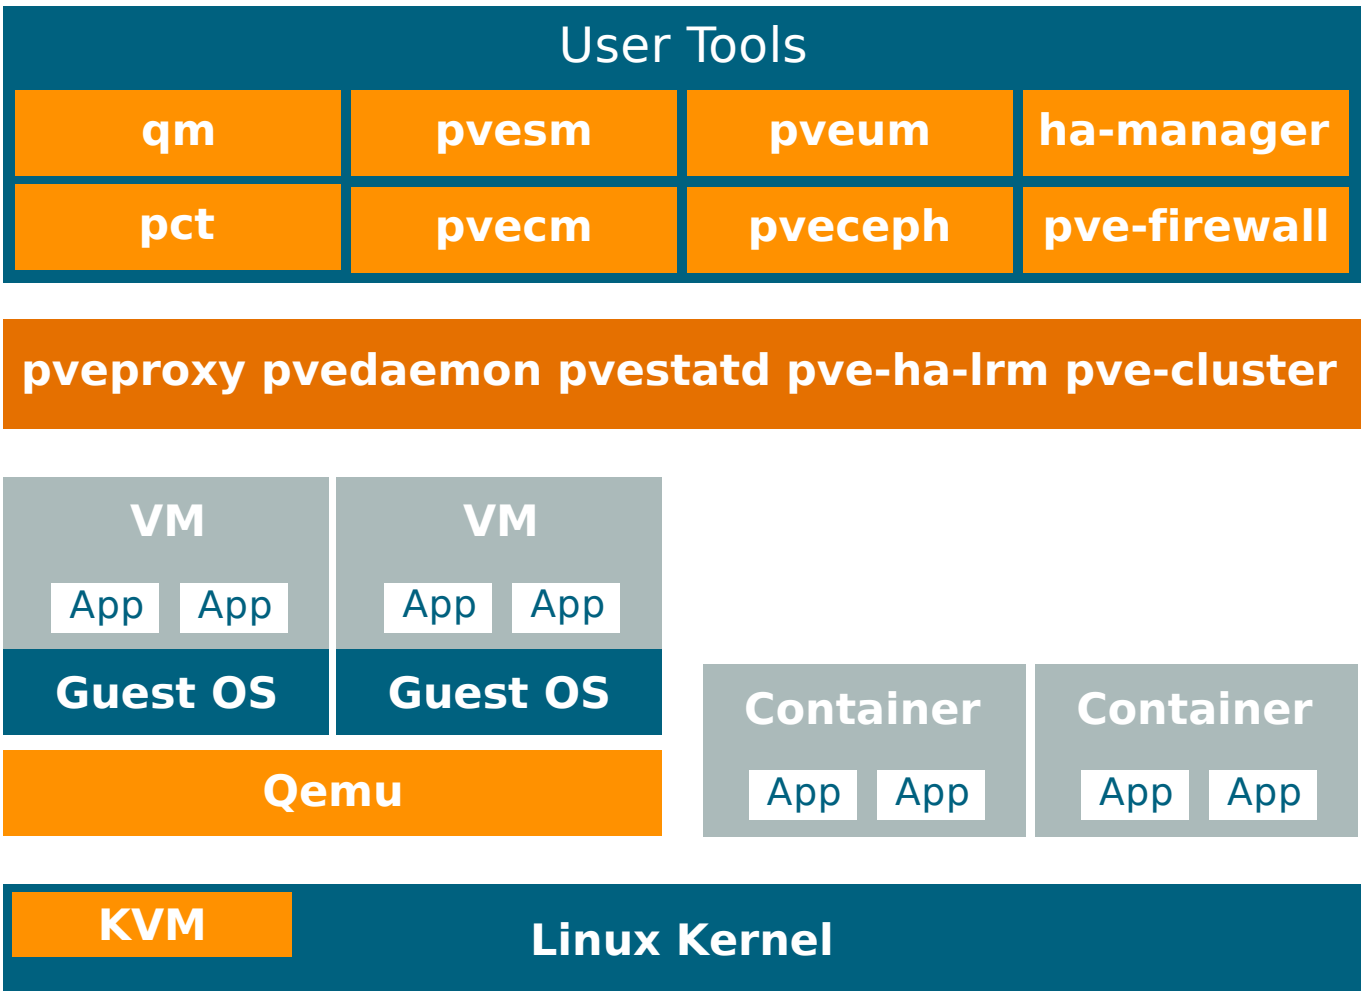 User Tools
qm pvesm pveum ha-manager
pct pvecm pveceph pve-firewall
pveproxy pvedaemon pvestatd pve-ha-lrm pve-cluster
VM VM
App App App App
Guest OS Guest OS
Container Container
Qemu
App App App App
KVM
Linux Kernel